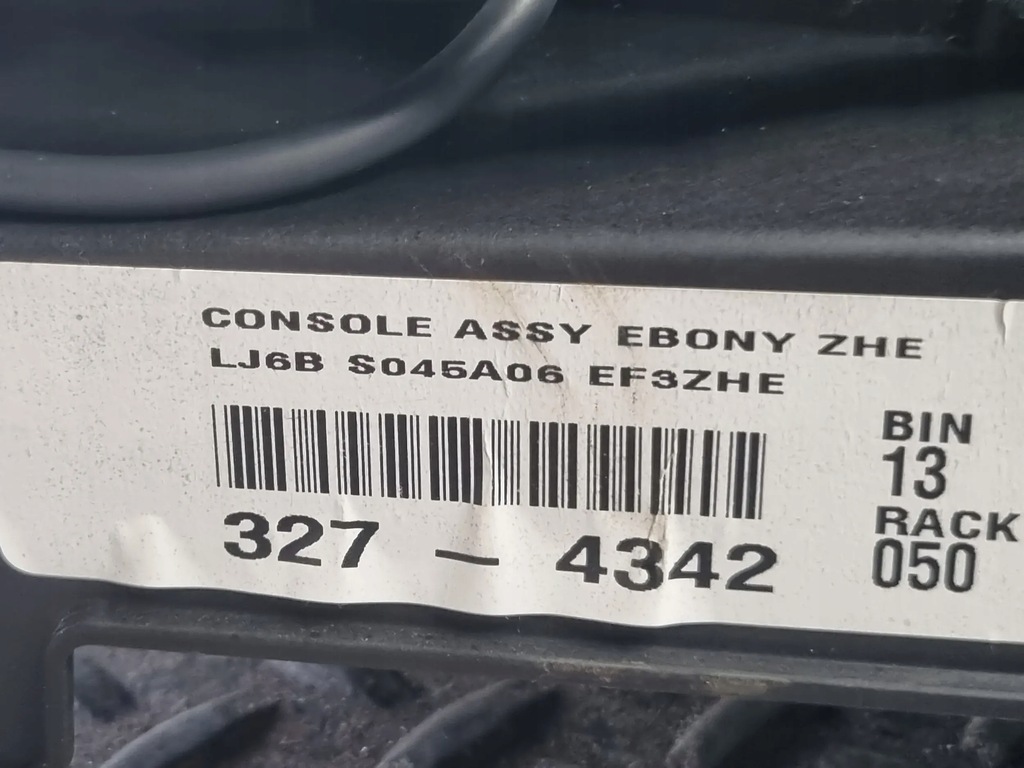 CONSOLE ASSY EBONY ZHE
LJ6B S045A06 EF3ZHE
327 - 4342
BIN
13
RACK
050